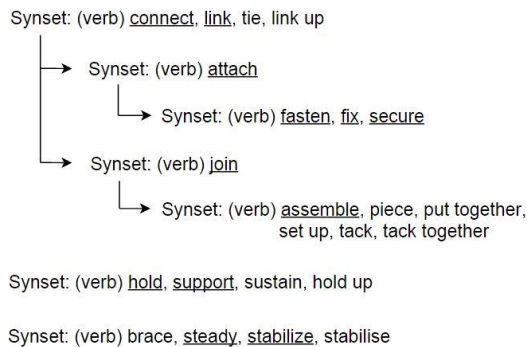 Synset: (verb) connect, link, tie, link up
Synset: (verb) attach
Synset: (verb) fasten, fix, secure
Synset: (verb) join
Synset: (verb) assemble, piece, put together,
set up, tack, tack together
Synset: (verb) hold, support, sustain, hold up
Synset: (verb) brace, steady, stabilize, stabilise